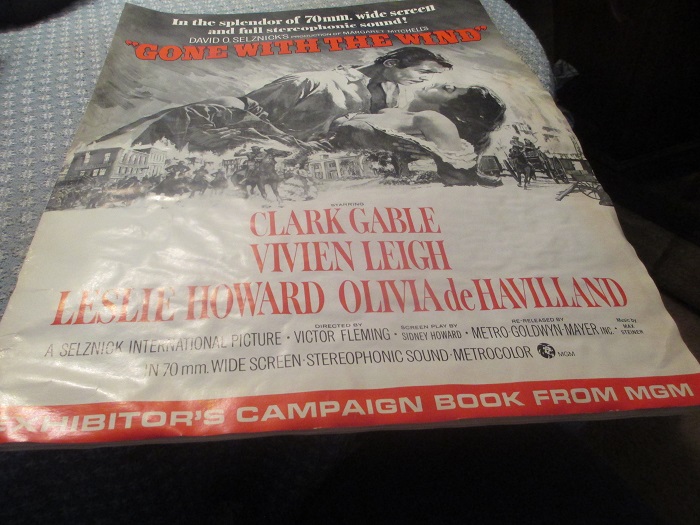 In the splendor of 70mm. wide screen
and full stereophonic sound!
DAVID O. SELZNICK'S PRODUCTION OF MARGARET MITCHELL'S
"GONE WITH THE WIND"
STARRING
CLARK GABLE
VIVIEN LEIGH
LESLIE HOWARD OLIVIA de HAVILLAND
A SELZNICK INTERNATIONAL PICTURE · DIRECTED BY VICTOR FLEMING · SCREEN PLAY BY SIDNEY HOWARD · RE-RELEASED BY METRO-GOLDWYN-MAYER INC. · Music by MAX STEINER
IN 70 mm. WIDE SCREEN · STEREOPHONIC SOUND · METROCOLOR MGM
EXHIBITOR'S CAMPAIGN BOOK FROM MGM